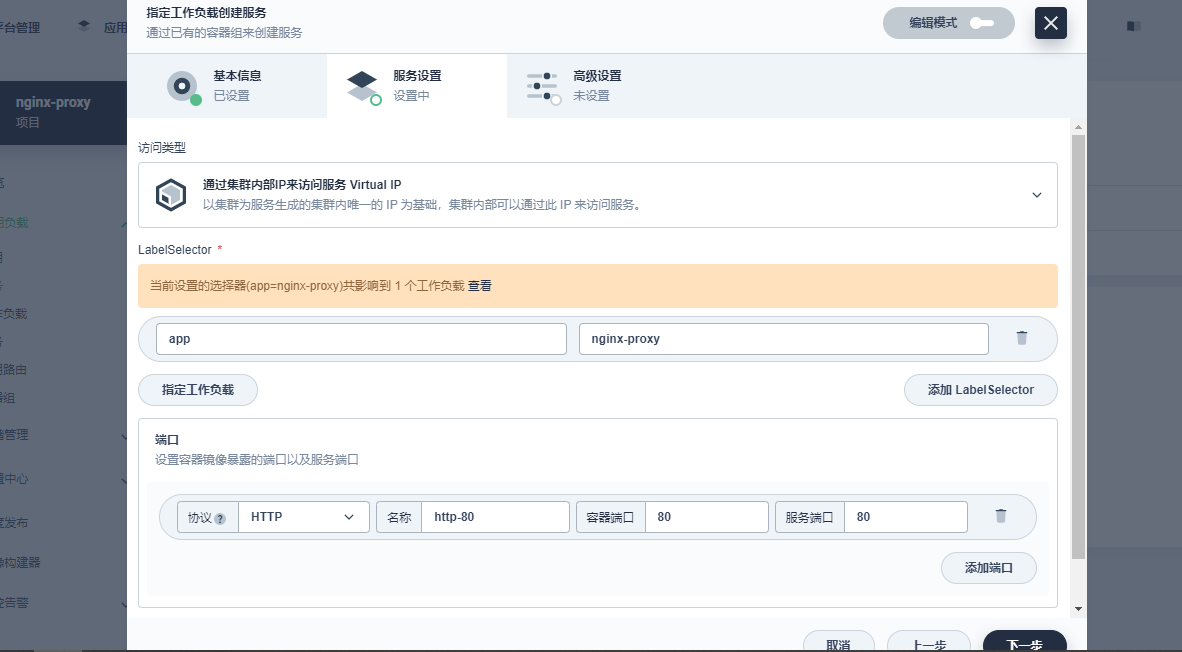 指定工作负载创建服务
通过已有的容器组来创建服务
编辑模式
平台管理
应用
基本信息
已设置
服务设置
设置中
高级设置
未设置
nginx-proxy
项目
访问类型
通过集群内部IP来访问服务 Virtual IP
以集群为服务生成的集群内唯一的 IP 为基础，集群内部可以通过此 IP 来访问服务。
LabelSelector *
当前设置的选择器(app=nginx-proxy)共影响到 1 个工作负载 查看
app
nginx-proxy
指定工作负载
添加 LabelSelector
端口
设置容器镜像暴露的端口以及服务端口
协议 ? HTTP 名称 http-80 容器端口 80 服务端口 80
添加端口
取消
上一步
下一步
负载
负载
路由
组
管理
中心
发布
构建器
告警